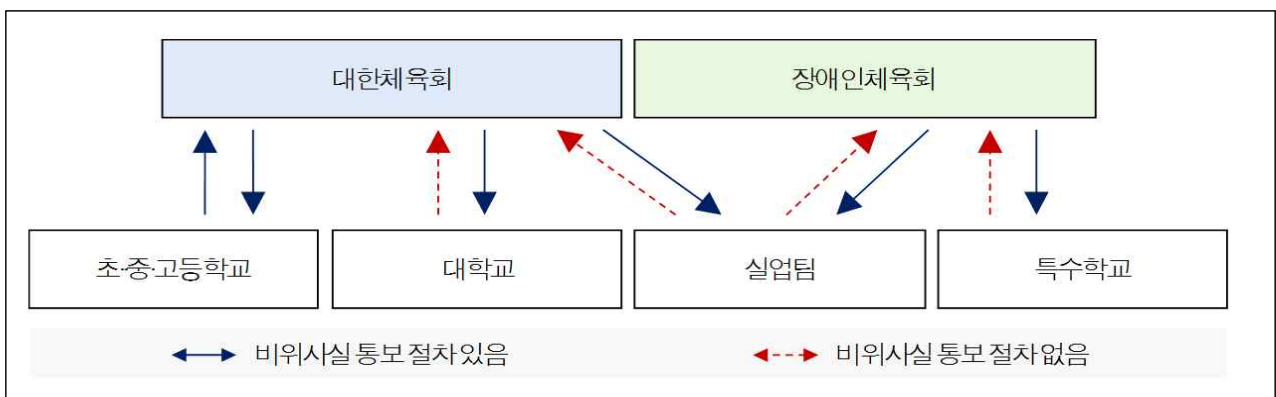 대한체육회
장애인체육회
초·중·고등학교
대학교
실업팀
특수학교
비위사실 통보 절차 있음
비위사실 통보 절차 없음